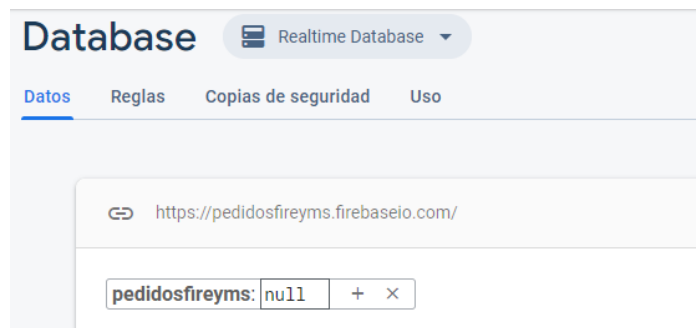 Database Realtime Database
Datos Reglas Copias de seguridad Uso
https://pedidosfireyms.firebaseio.com/
pedidosfireyms: null + ×